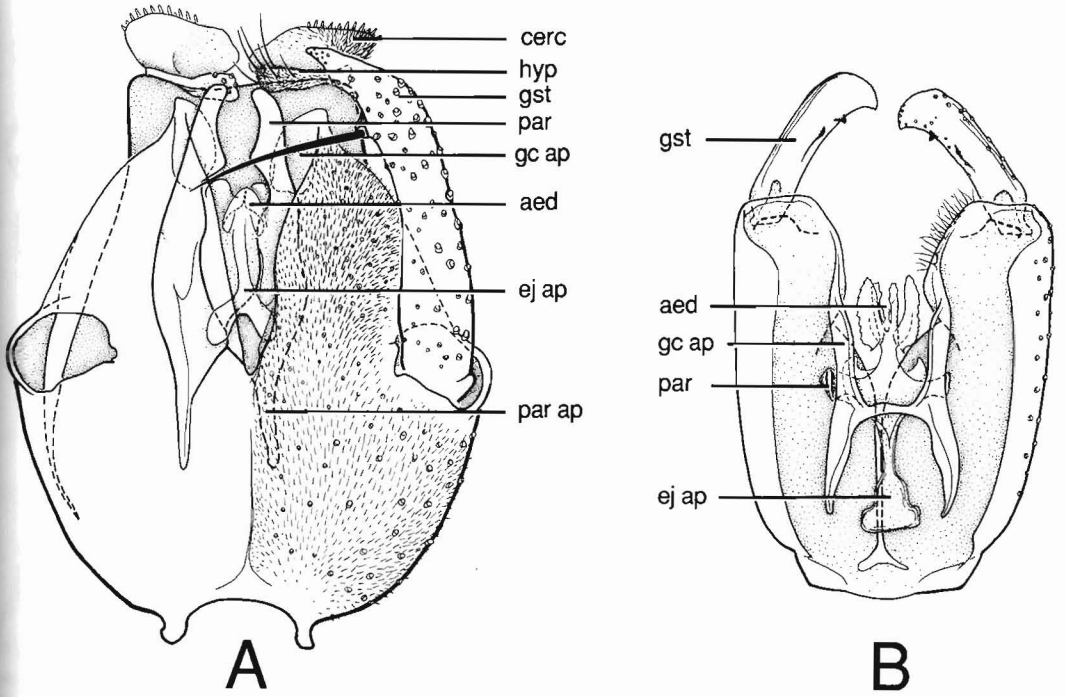 cerc
hyp
gst
par
gc ap
aed
ej ap
par ap
A
gst
aed
gc ap
par
ej ap
B